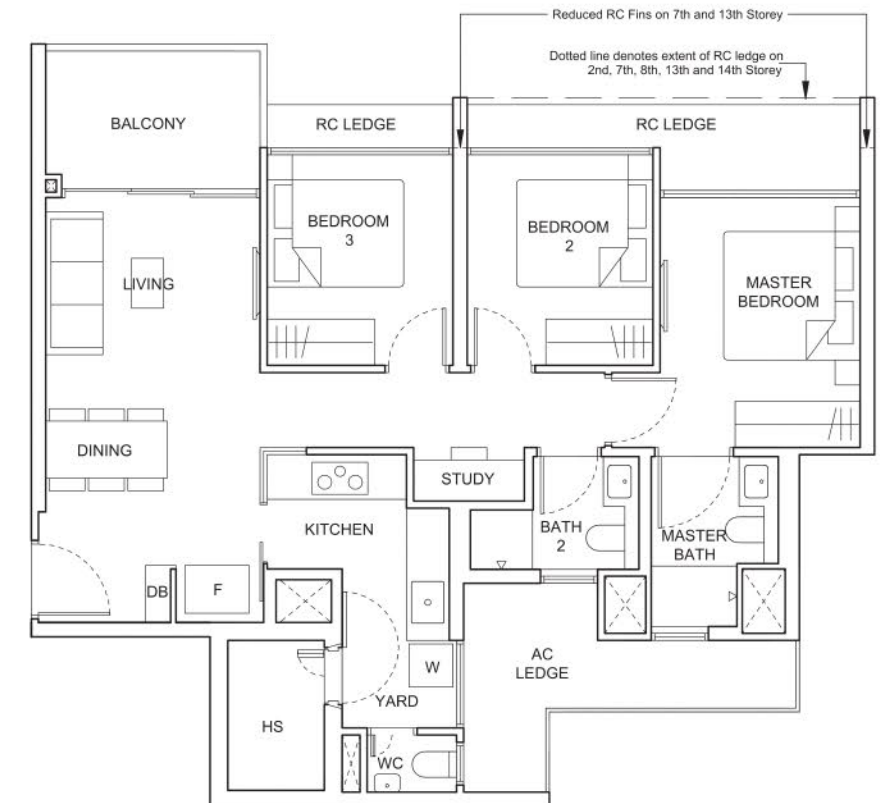 Reduced RC Fins on 7th and 13th Storey
Dotted line denotes extent of RC ledge on
2nd, 7th, 8th, 13th and 14th Storey
BALCONY
RC LEDGE
RC LEDGE
BEDROOM
3
BEDROOM
2
LIVING
MASTER
BEDROOM
DINING
STUDY
KITCHEN
BATH
2
MASTER
BATH
DB
F
W
AC
LEDGE
YARD
HS
WC